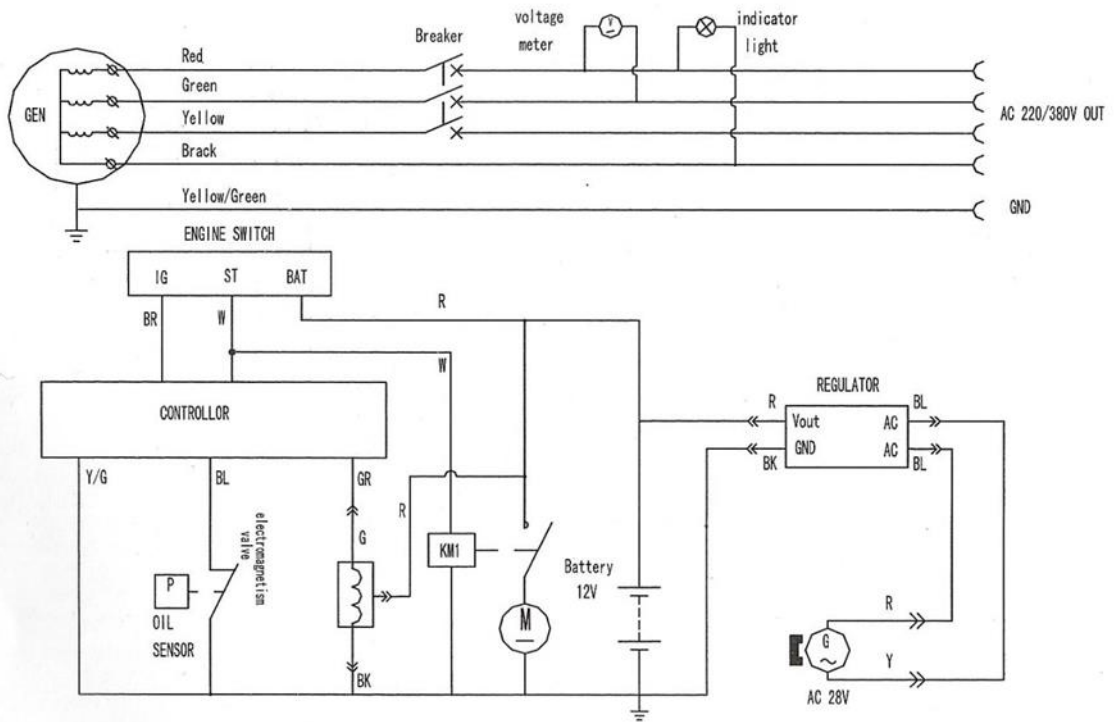 voltage
meter
V
indicator
light
Breaker
Red
Green
GEN
Yellow
AC 220/380V OUT
Brack
Yellow/Green
GND
ENGINE SWITCH
IG ST BAT
BR W R
W
CONTROLLOR
REGULATOR
R Vout AC BL
BK GND AC BL
Y/G BL GR
R
electromagnetism
valve
G
KM1
P
OIL
SENSOR
Battery
12V
M
BK
R
G
Y
AC 28V